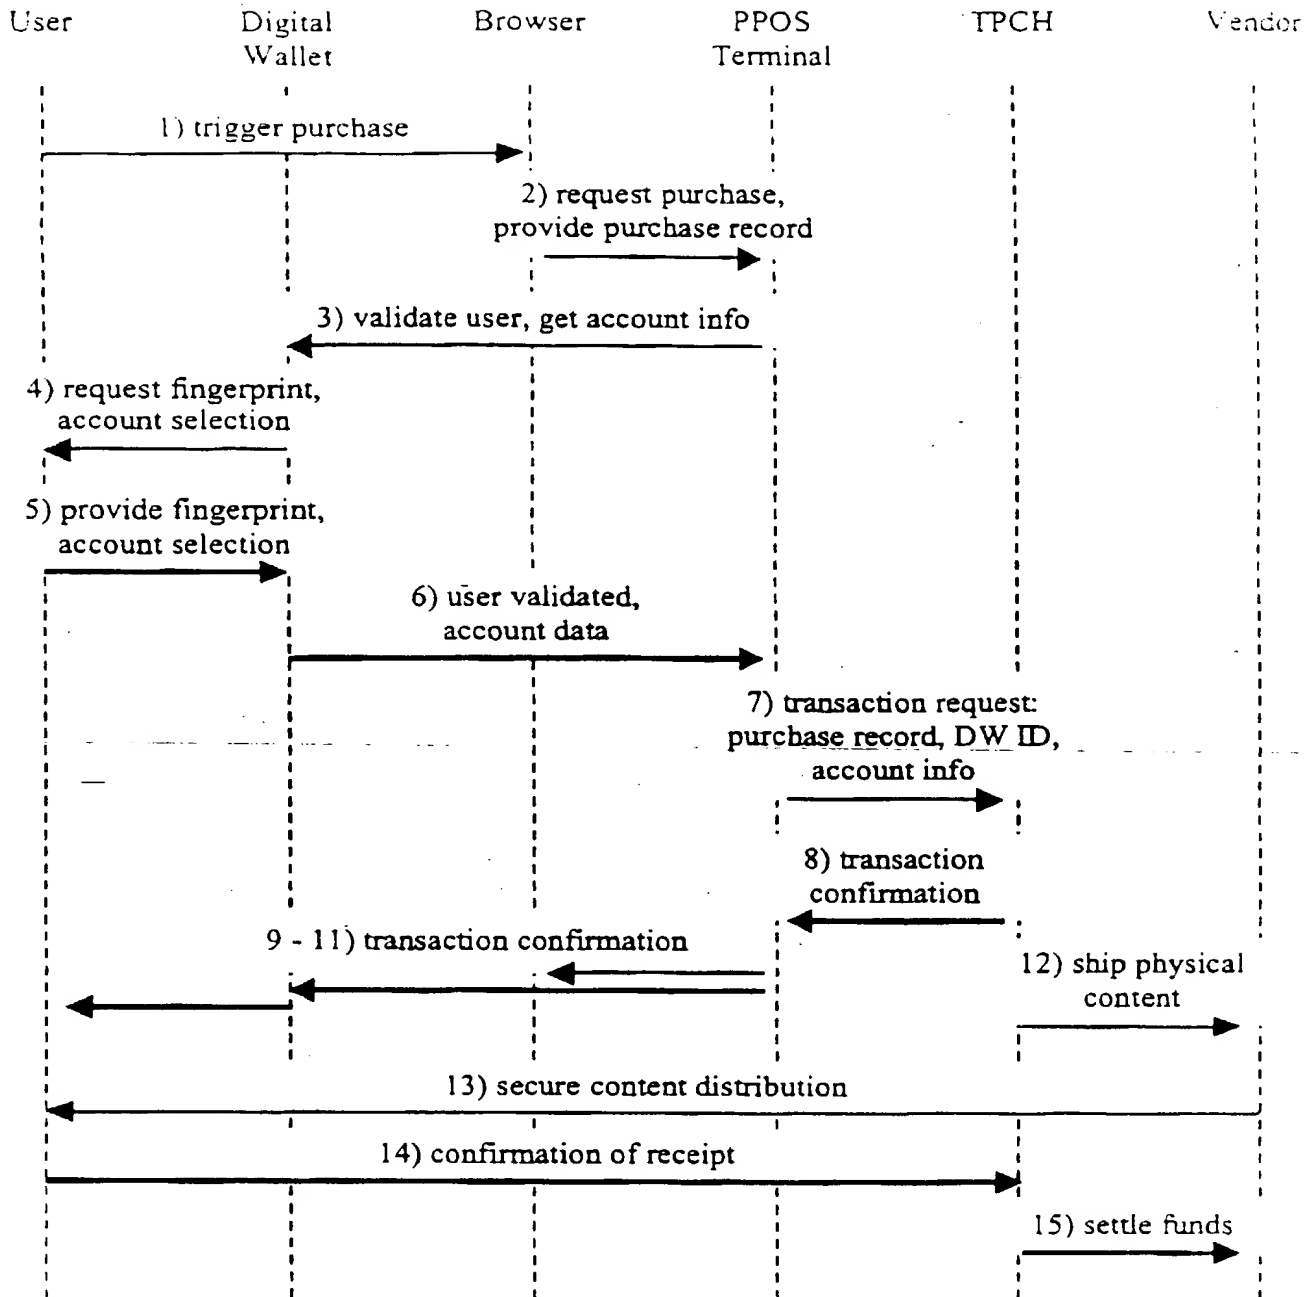 User
Digital
Wallet
Browser
PPOS
Terminal
TPCH
Vendor
1) trigger purchase
2) request purchase,
provide purchase record
3) validate user, get account info
4) request fingerprint,
account selection
5) provide fingerprint,
account selection
6) user validated,
account data
7) transaction request:
purchase record, DW ID,
account info
8) transaction
confirmation
9 - 11) transaction confirmation
12) ship physical
content
13) secure content distribution
14) confirmation of receipt
15) settle funds